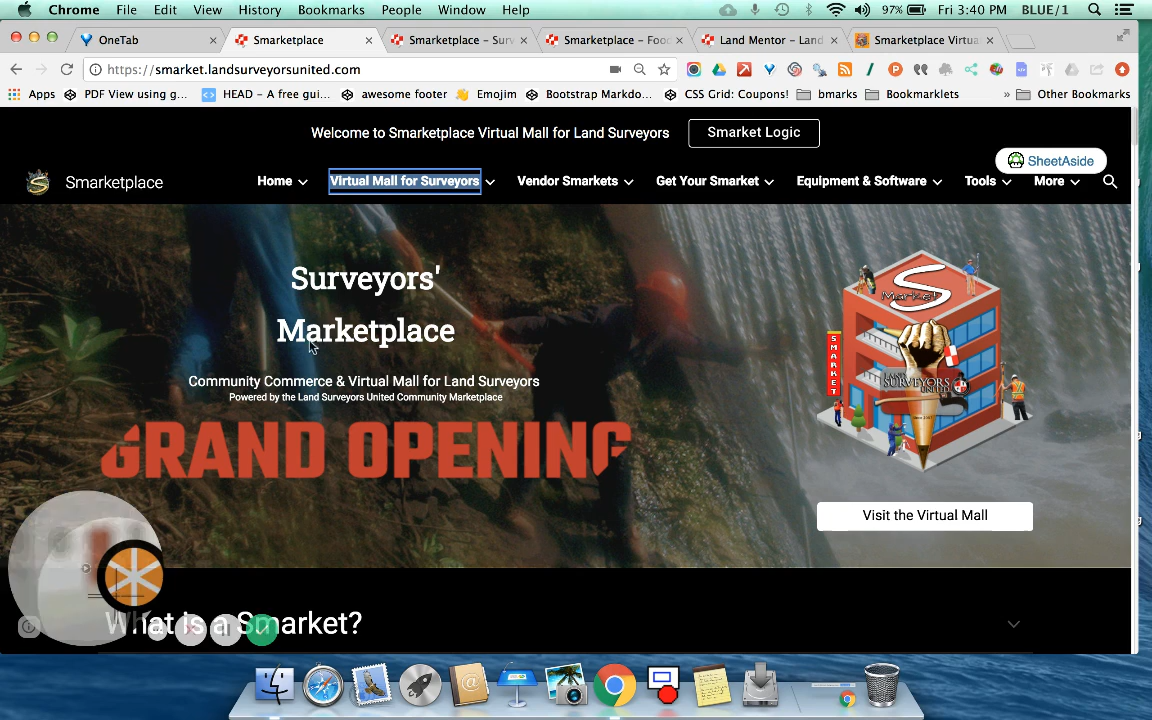 Chrome File Edit View History Bookmarks People Window Help 97% Fri 3:40 PM BLUE/1
OneTab Smarketplace Smarketplace – Sur Smarketplace – Foo Land Mentor – Land Smarketplace Virtua
https://smarket.landsurveyorsunited.com
Apps PDF View using g... HEAD – A free gui... awesome footer Emojim Bootstrap Markdo... CSS Grid: Coupons! bmarks Bookmarklets » Other Bookmarks
Welcome to Smarketplace Virtual Mall for Land Surveyors Smarket Logic
SheetAside
Smarketplace Home Virtual Mall for Surveyors Vendor Smarkets Get Your Smarket Equipment & Software Tools More
Surveyors'
Marketplace
Community Commerce & Virtual Mall for Land Surveyors
Powered by the Land Surveyors United Community Marketplace
GRAND OPENING
S Market
SMARKET
LAND
SURVEYORS
UNITED
Visit the Virtual Mall
What is a Smarket?